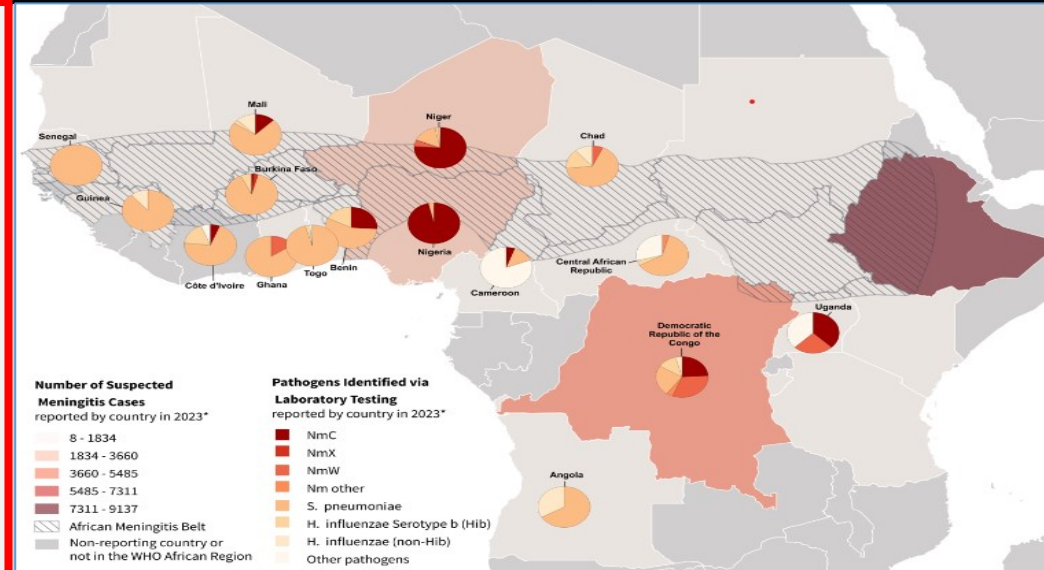 Mali
Niger
Senegal
Chad
Burkina Faso
Guinea
Nigeria
Benin
Togo
Côte d'Ivoire
Ghana
Cameroon
Central African
Republic
Uganda
Democratic
Republic of the
Congo
Angola
Number of Suspected
Meningitis Cases
reported by country in 2023*
8 - 1834
1834 - 3660
3660 - 5485
5485 - 7311
7311 - 9137
African Meningitis Belt
Non-reporting country or
not in the WHO African Region
Pathogens Identified via
Laboratory Testing
reported by country in 2023*
NmC
NmX
NmW
Nm other
S. pneumoniae
H. influenzae Serotype b (Hib)
H. influenzae (non-Hib)
Other pathogens